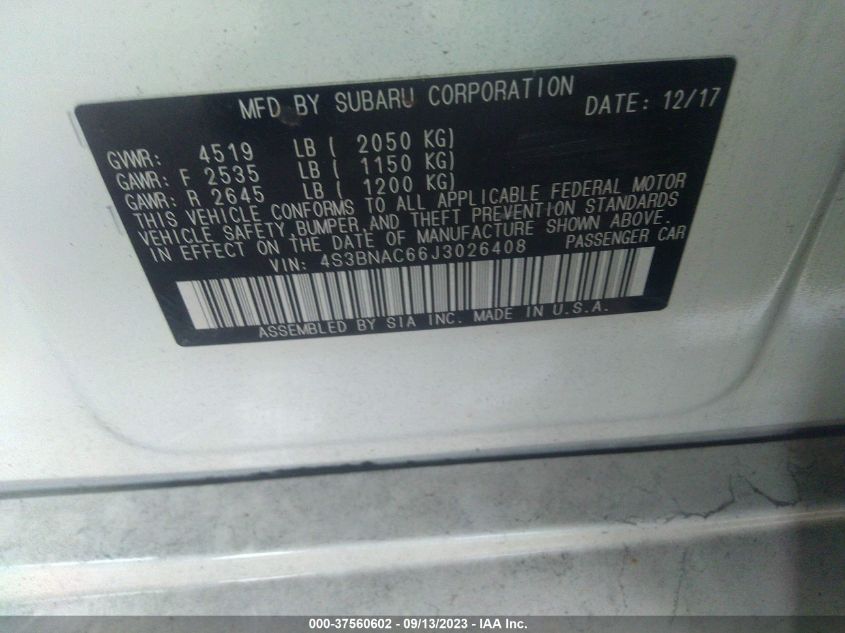 MFD BY SUBARU CORPORATION DATE: 12/17
GVWR: 4519 LB ( 2050 KG)
GAWR: F 2535 LB ( 1150 KG)
GAWR: R 2645 LB ( 1200 KG)
THIS VEHICLE CONFORMS TO ALL APPLICABLE FEDERAL MOTOR
VEHICLE SAFETY,BUMPER,AND THEFT PREVENTION STANDARDS
IN EFFECT ON THE DATE OF MANUFACTURE SHOWN ABOVE.
VIN: 4S3BNAC66J3026408 PASSENGER CAR
ASSEMBLED BY SIA INC. MADE IN U.S.A.
000-37560602 - 09/13/2023 - IAA Inc.